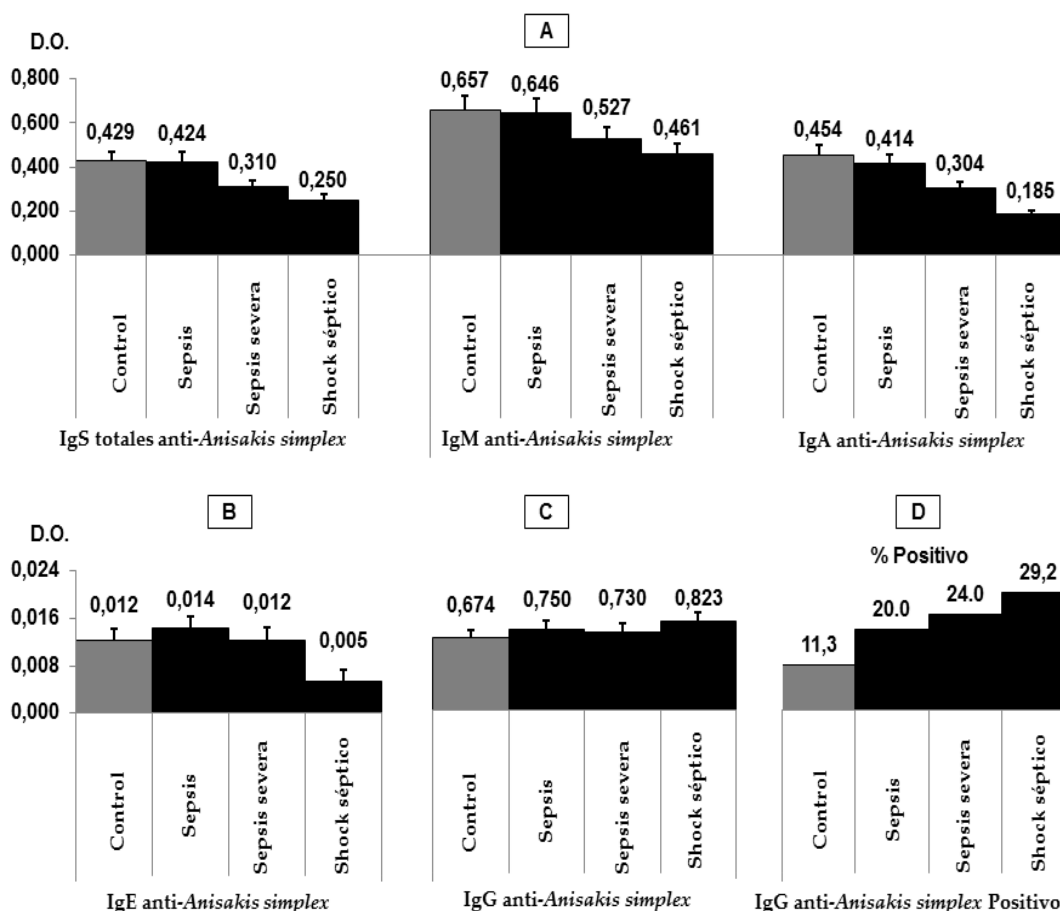 A
D.O.
0,800
0,600
0,400
0,200
0,000
0,429
0,424
0,310
0,250
0,657
0,646
0,527
0,461
0,454
0,414
0,304
0,185
Control
Sepsis
Sepsis severa
Shock séptico
Control
Sepsis
Sepsis severa
Shock séptico
Control
Sepsis
Sepsis severa
Shock séptico
IgS totales anti-Anisakis simplex
IgM anti-Anisakis simplex
IgA anti-Anisakis simplex
B
D.O.
0,024
0,016
0,008
0,000
0,012
0,014
0,012
0,005
Control
Sepsis
Sepsis severa
Shock séptico
IgE anti-Anisakis simplex
C
0,674
0,750
0,730
0,823
Control
Sepsis
Sepsis severa
Shock séptico
IgG anti-Anisakis simplex
D
% Positivo
11,3
20.0
24.0
29,2
Control
Sepsis
Sepsis severa
Shock séptico
IgG anti-Anisakis simplex Positivo